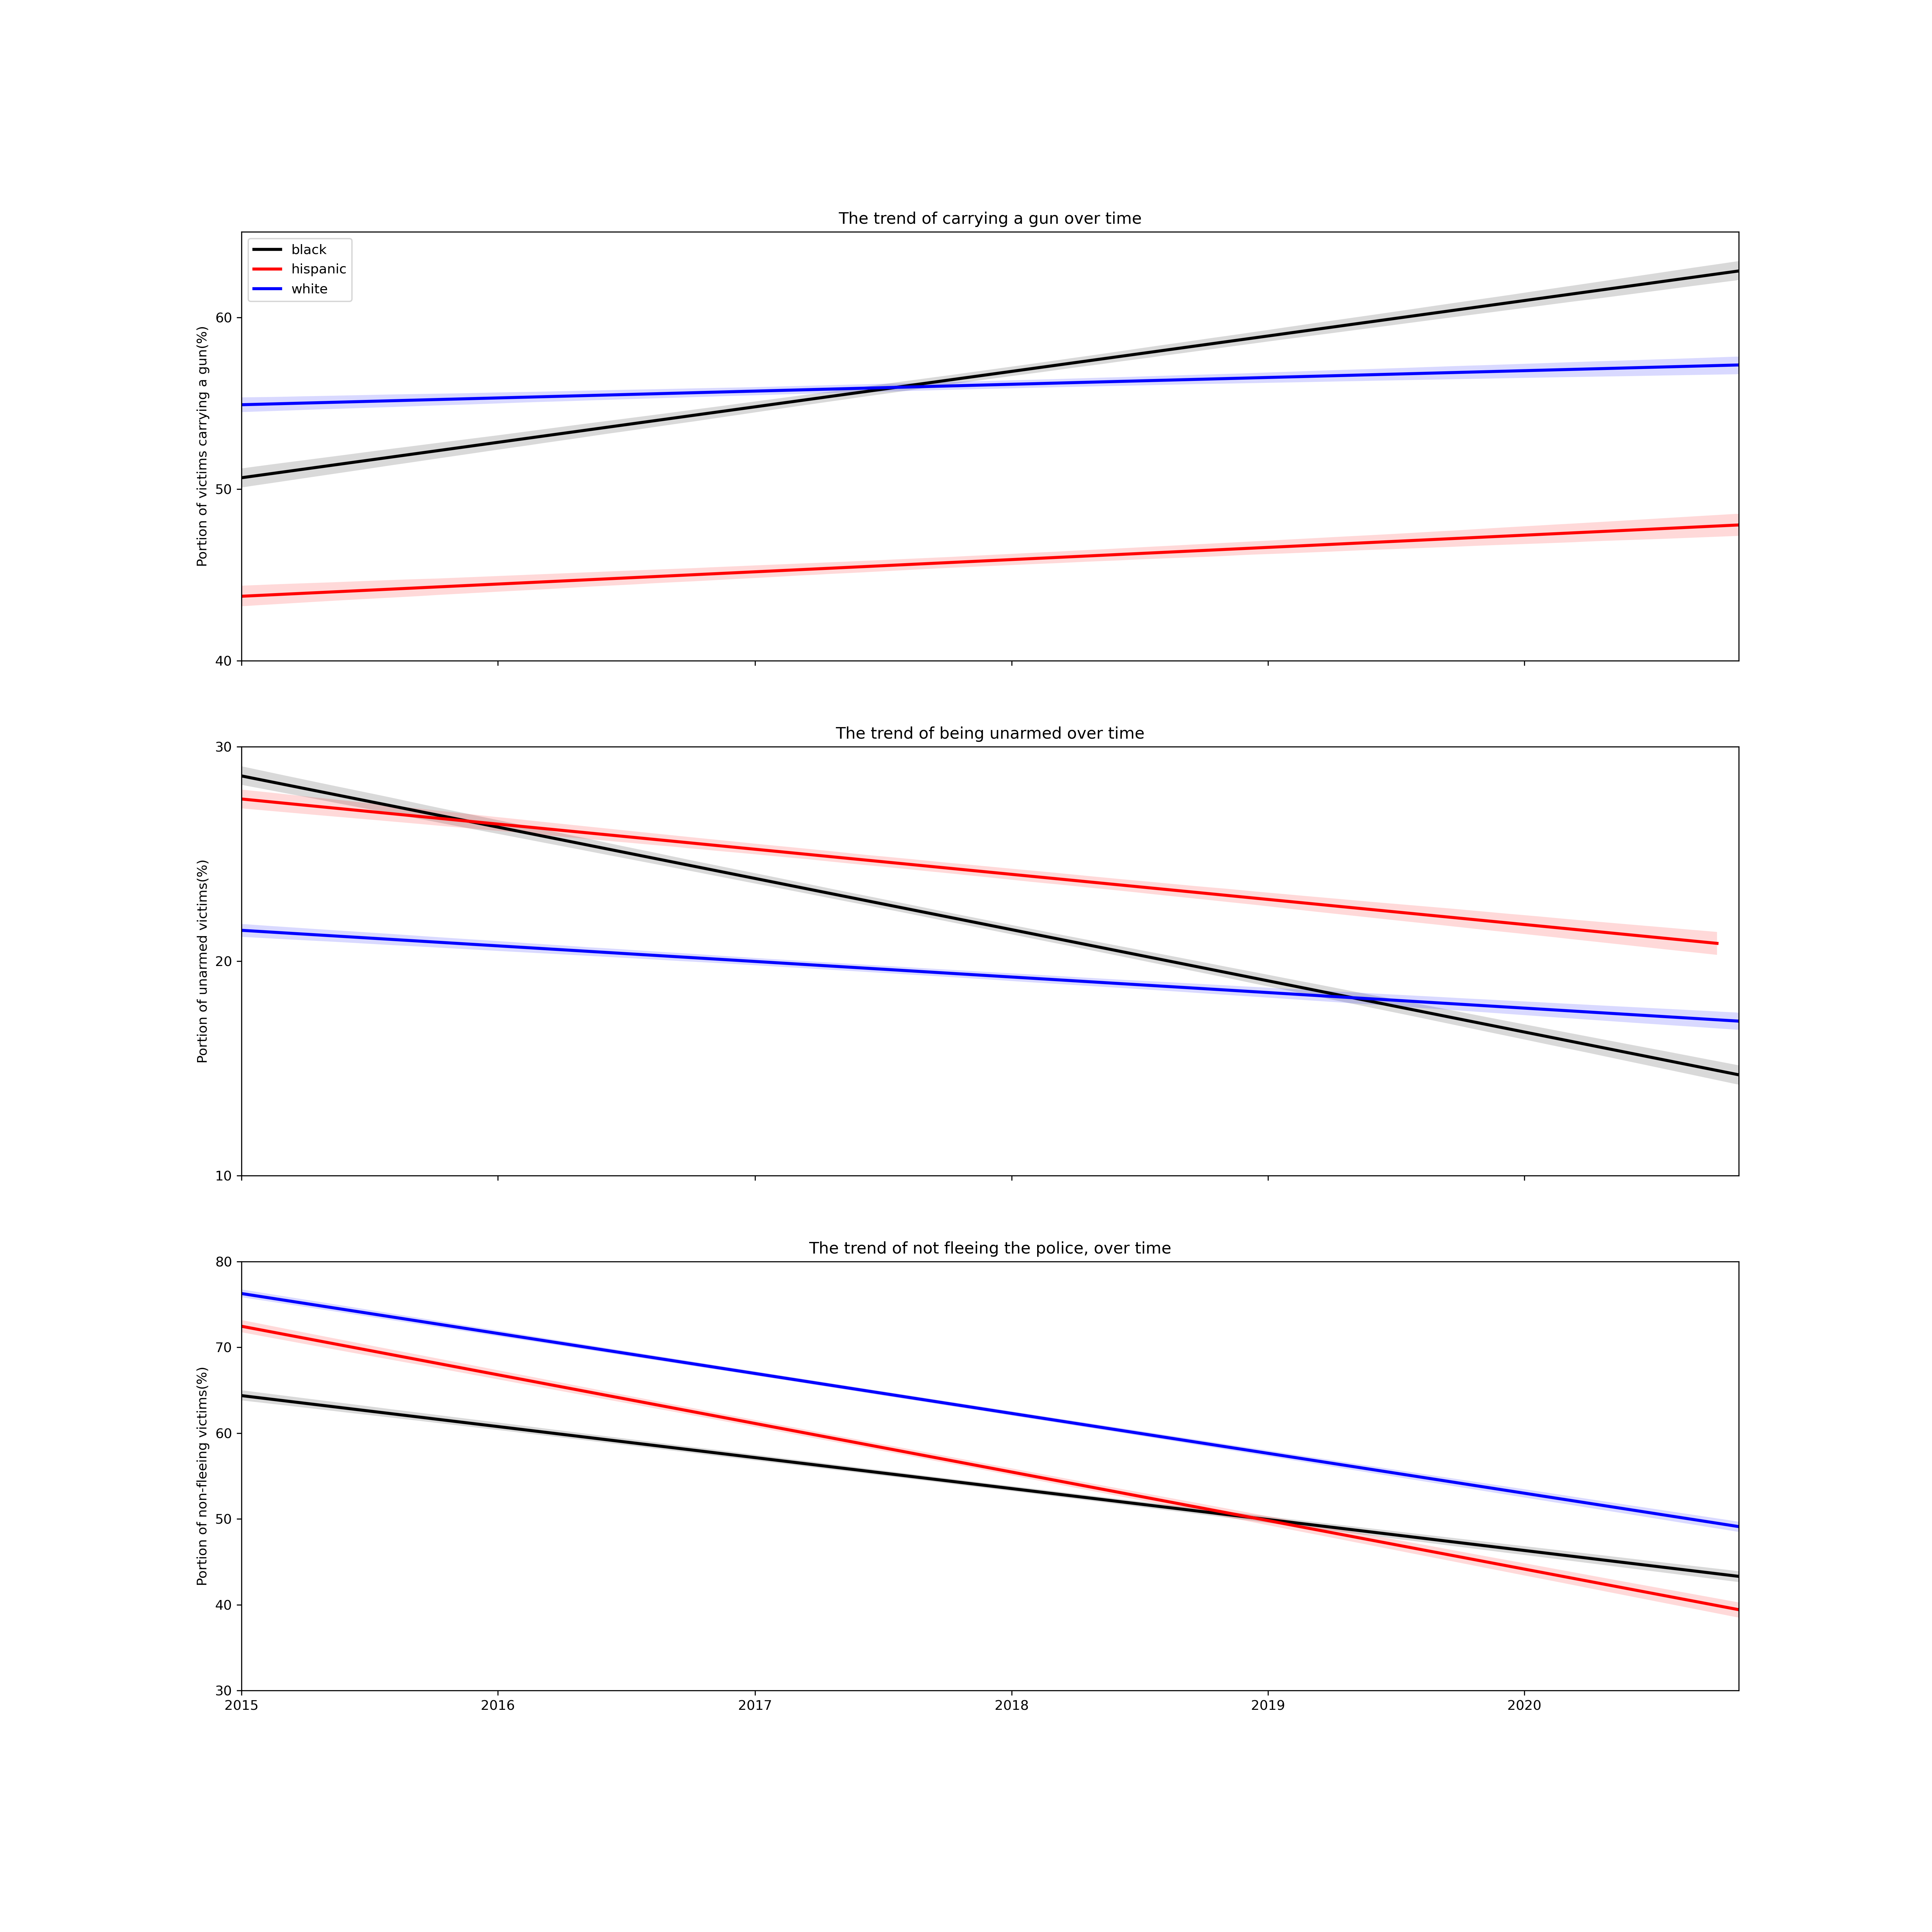 The trend of carrying a gun over time
black
hispanic
white
Portion of victims carrying a gun(%)
60
50
40
The trend of being unarmed over time
Portion of unarmed victims(%)
30
20
10
The trend of not fleeing the police, over time
Portion of non-fleeing victims(%)
80
70
60
50
40
30
2015 2016 2017 2018 2019 2020